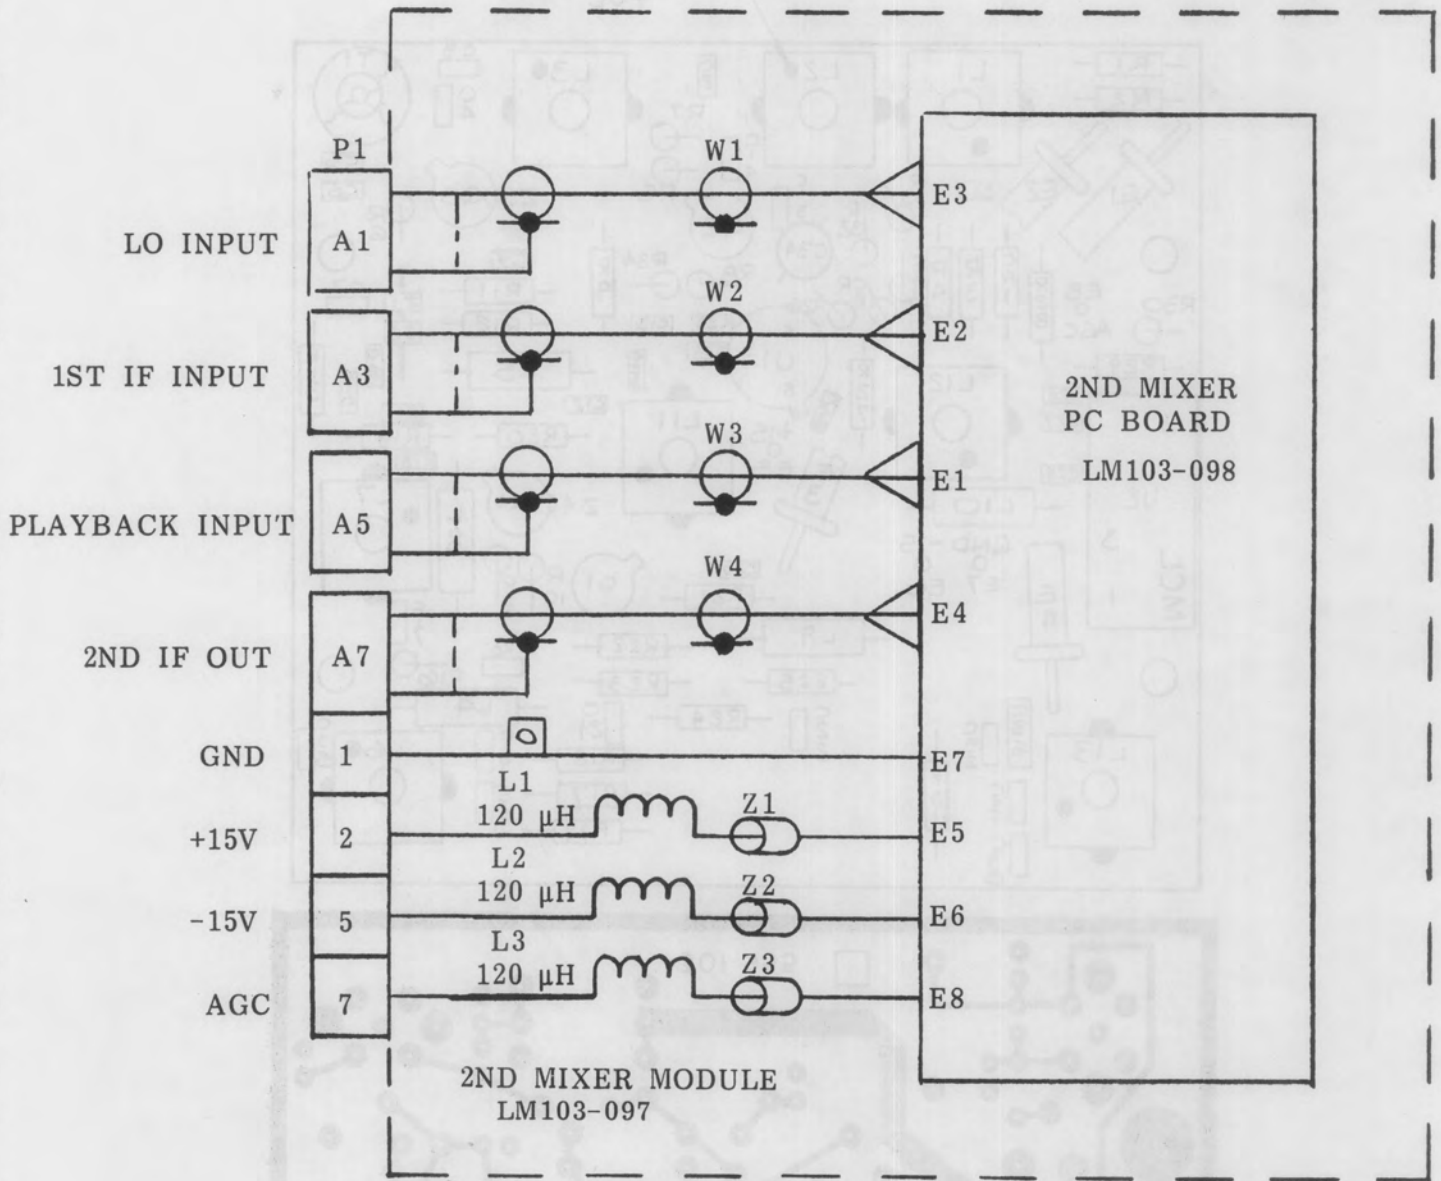 P1
W1
E3
LO INPUT
A1
W2
E2
1ST IF INPUT
A3
2ND MIXER
PC BOARD
LM103-098
W3
E1
PLAYBACK INPUT
A5
W4
E4
2ND IF OUT
A7
GND
1
E7
L1
120 μH
Z1
+15V
2
E5
L2
120 μH
Z2
-15V
5
E6
L3
120 μH
Z3
AGC
7
E8
2ND MIXER MODULE
LM103-097